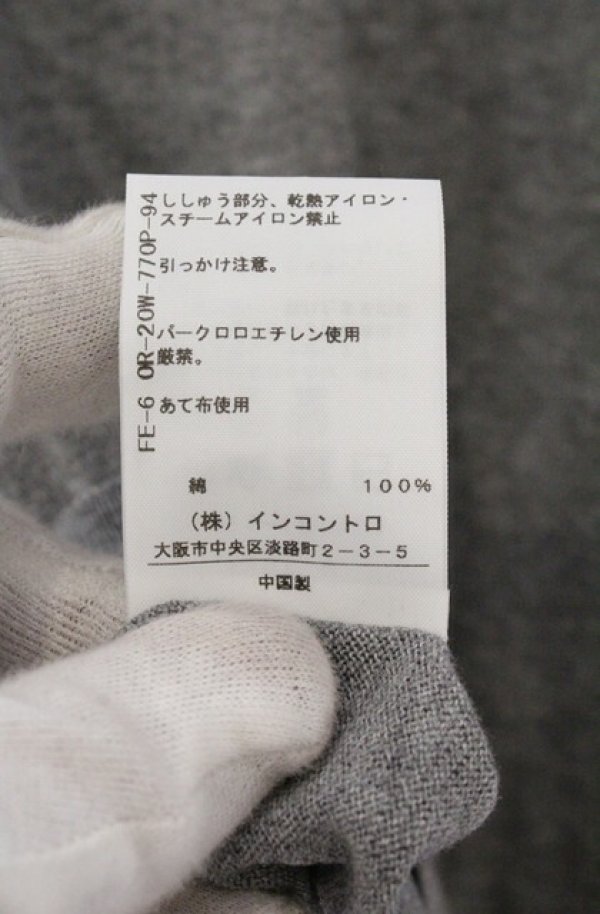 FE-6 OR-20W-770P-94
ししゅう部分、乾熱アイロン・
スチームアイロン禁止
引っかけ注意。
パークロロエチレン使用
厳禁。
あて布使用
綿 100%
（株）インコントロ
大阪市中央区淡路町2-3-5
中国製